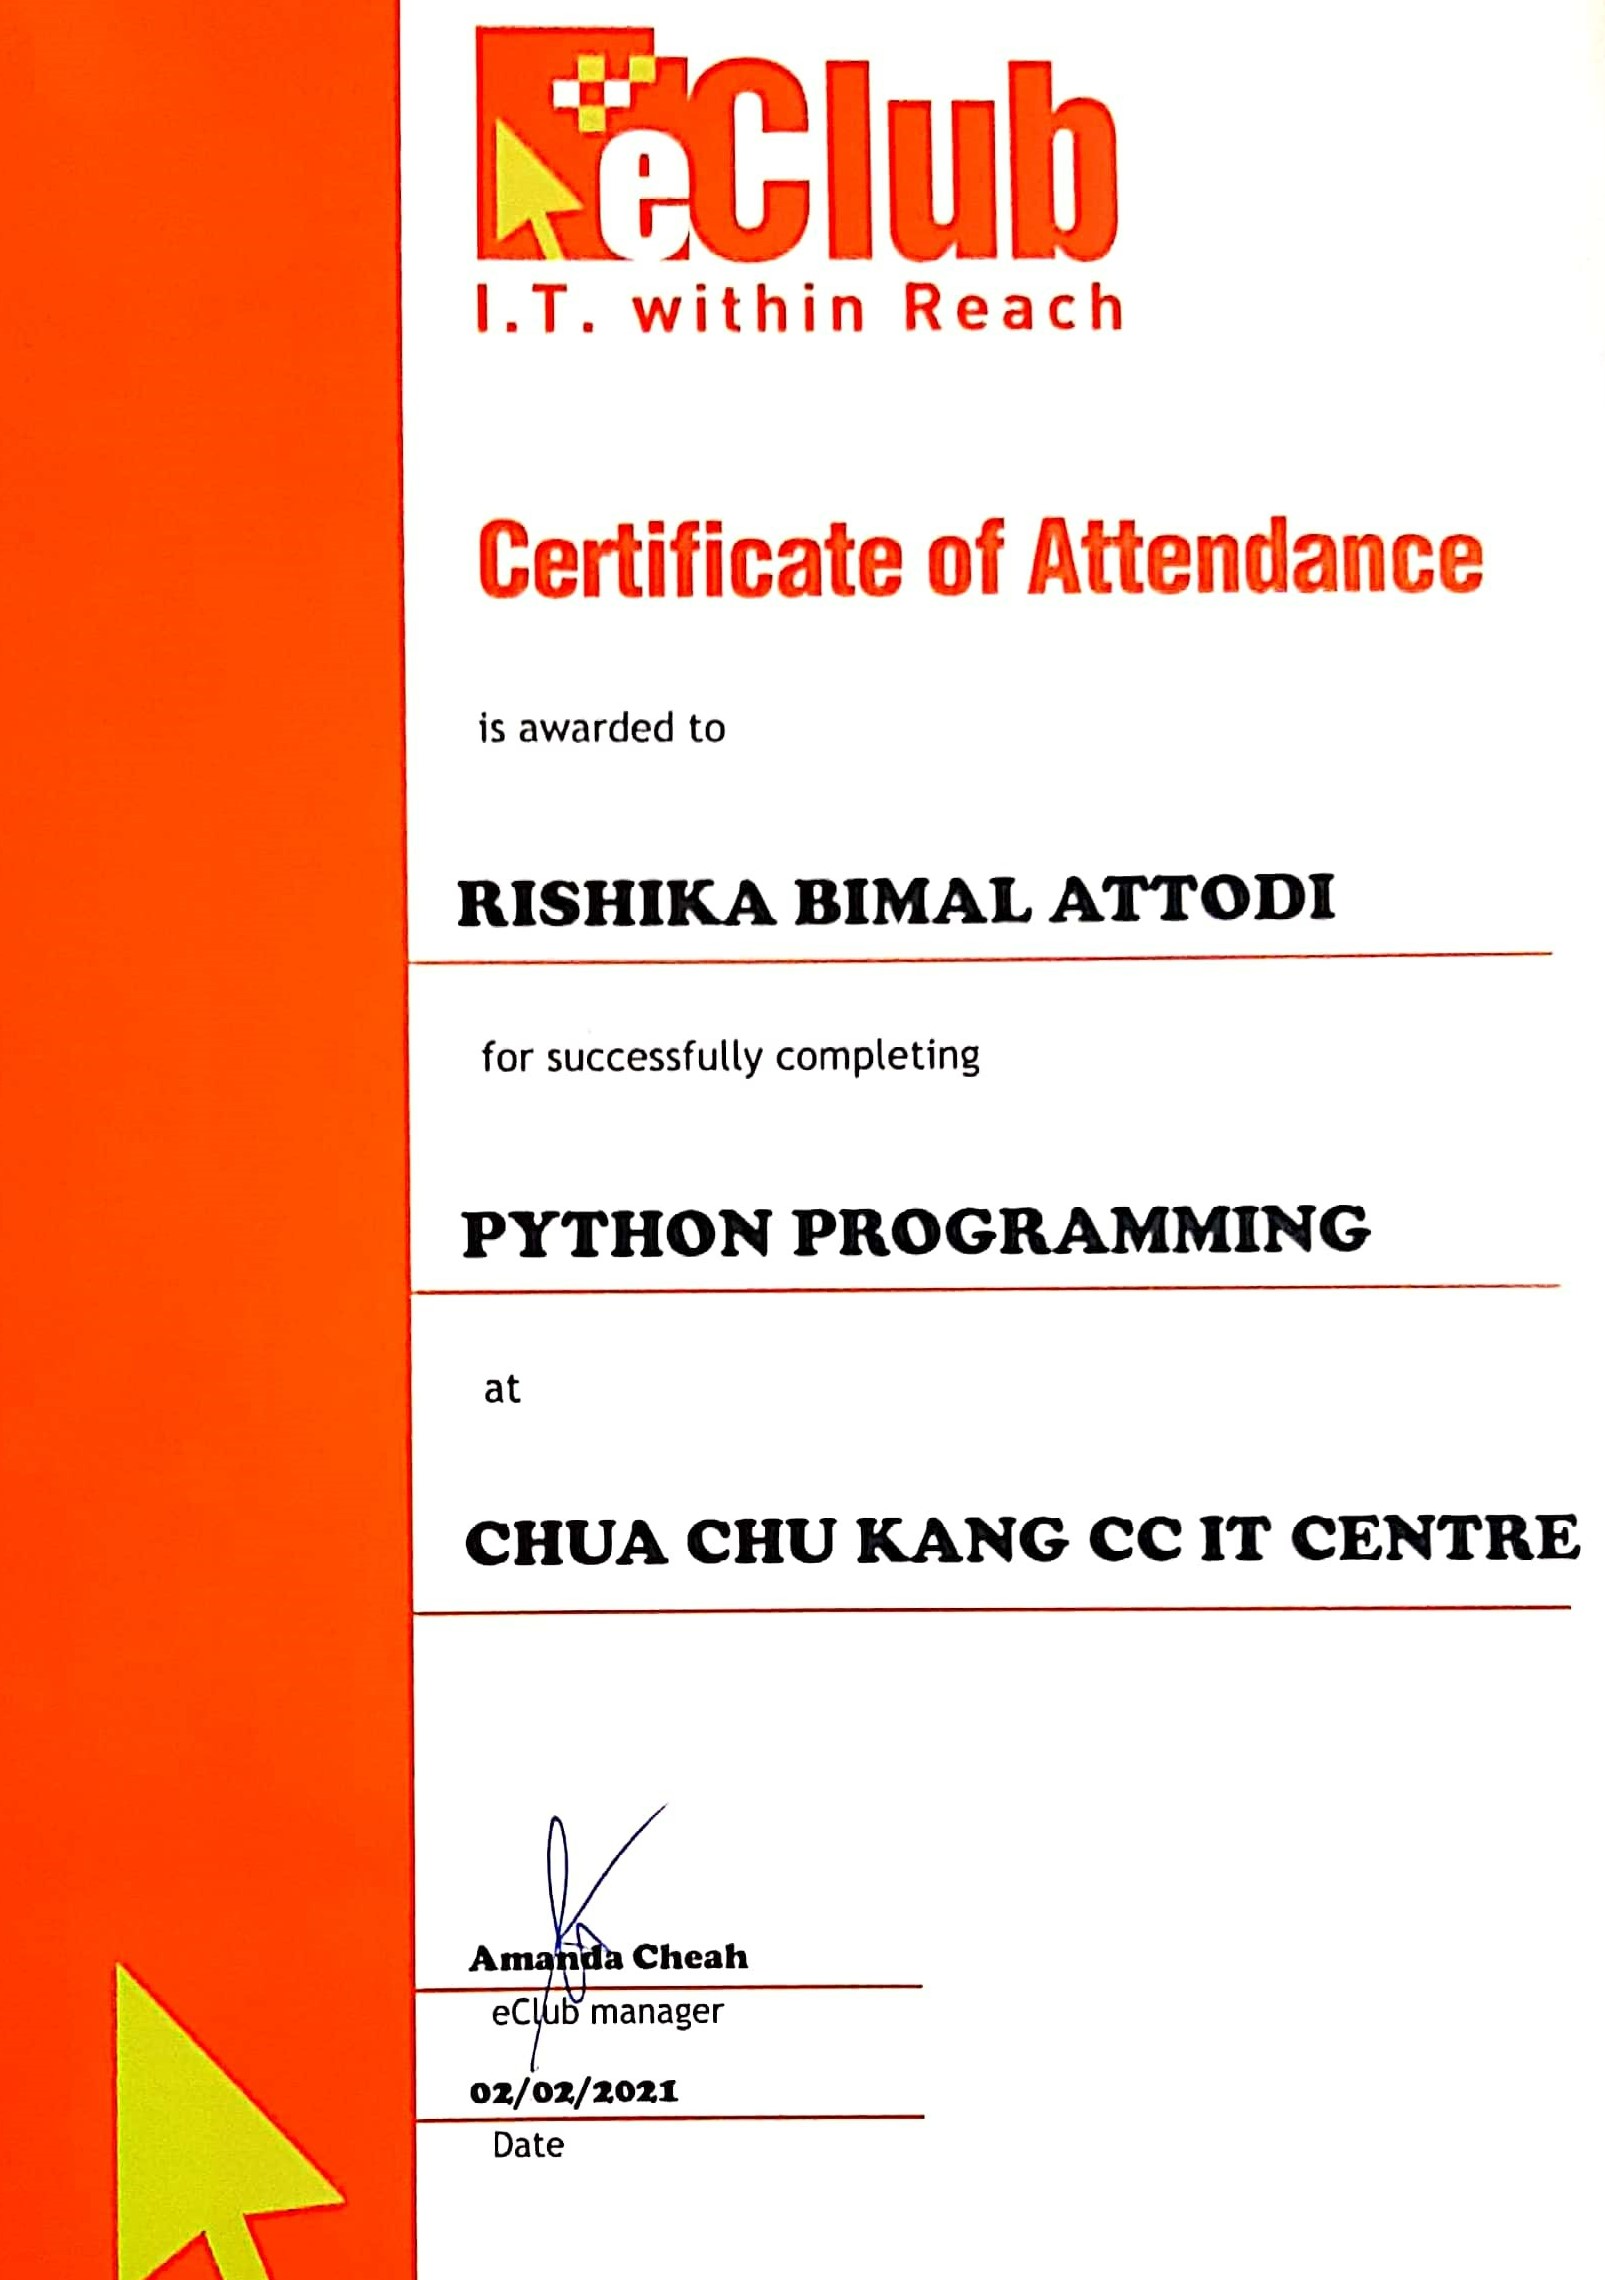 eClub
I.T. within Reach
Certificate of Attendance
is awarded to
RISHIKA BIMAL ATTODI
for successfully completing
PYTHON PROGRAMMING
at
CHUA CHU KANG CC IT CENTRE
Amanda Cheah
eClub manager
02/02/2021
Date